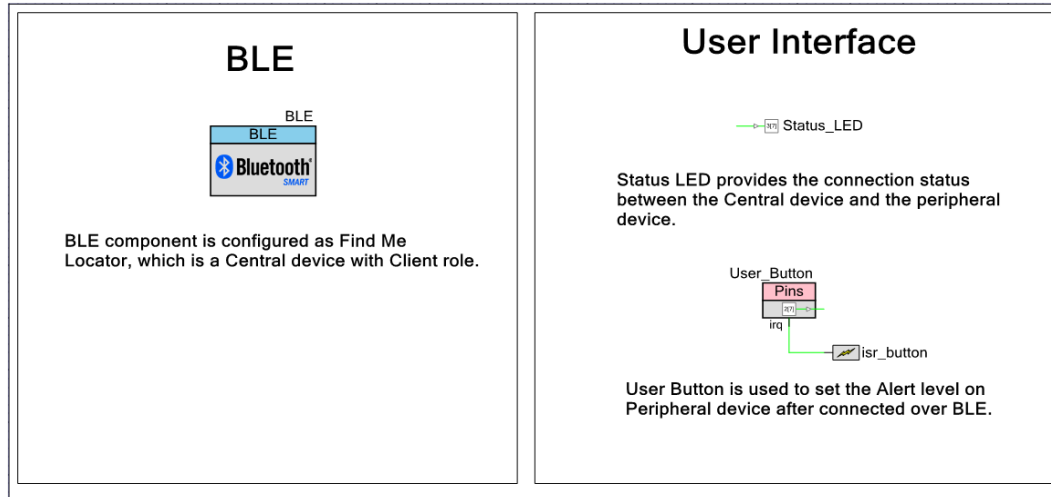 BLE
BLE
BLE
Bluetooth
SMART
BLE component is configured as Find Me
Locator, which is a Central device with Client role.
User Interface
Status_LED
Status LED provides the connection status
between the Central device and the peripheral
device.
User_Button
Pins
irq
isr_button
User Button is used to set the Alert level on
Peripheral device after connected over BLE.